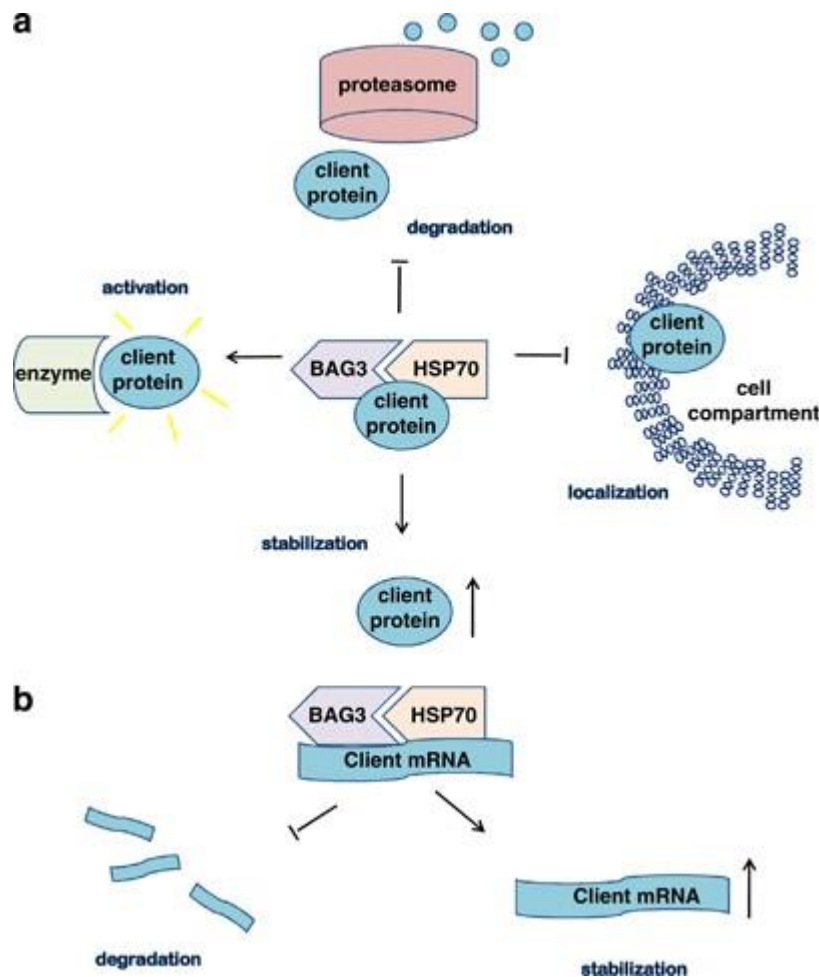 a
proteasome
client
protein
degradation
activation
enzyme
client
protein
BAG3
HSP70
client
protein
client
protein
cell
compartment
localization
stabilization
client
protein
b
BAG3
HSP70
Client mRNA
degradation
Client mRNA
stabilization